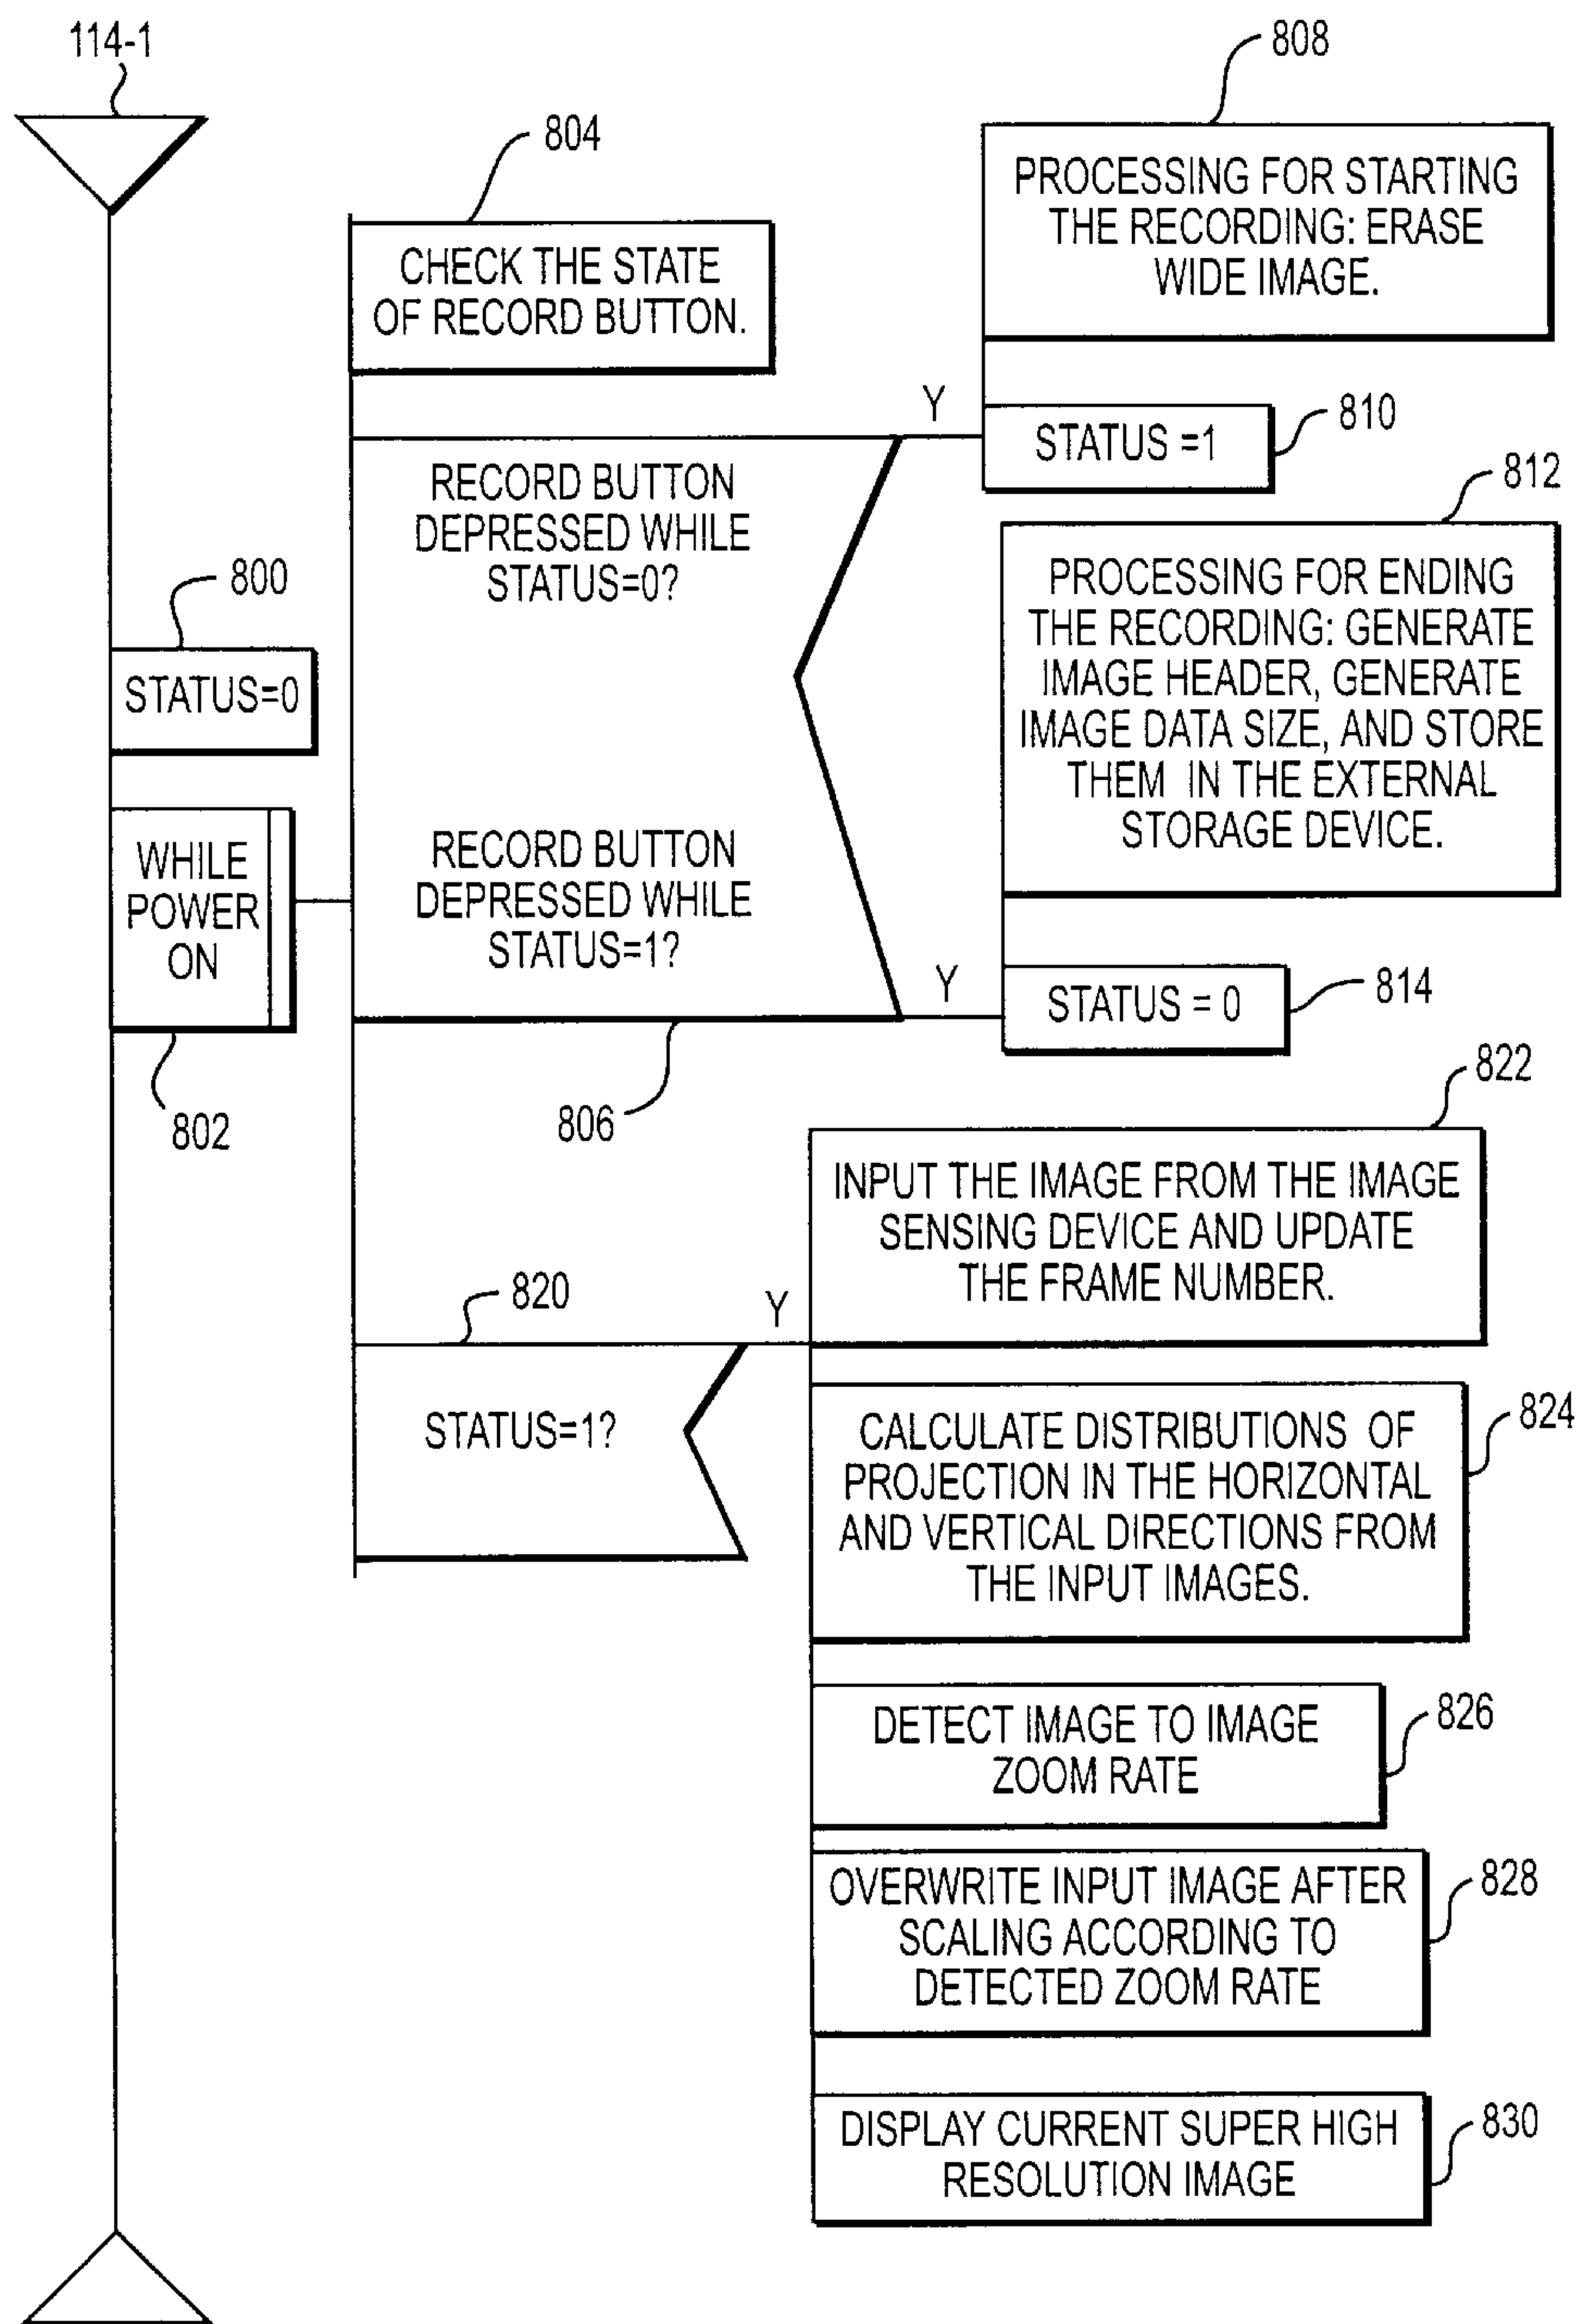 114-1
808
804
PROCESSING FOR STARTING
THE RECORDING: ERASE
WIDE IMAGE.
CHECK THE STATE
OF RECORD BUTTON.
Y
810
STATUS =1
RECORD BUTTON
DEPRESSED WHILE
STATUS=0?
812
800
PROCESSING FOR ENDING
THE RECORDING: GENERATE
IMAGE HEADER, GENERATE
IMAGE DATA SIZE, AND STORE
THEM IN THE EXTERNAL
STORAGE DEVICE.
STATUS=0
WHILE
POWER
ON
RECORD BUTTON
DEPRESSED WHILE
STATUS=1?
Y
STATUS = 0
814
802
806
822
INPUT THE IMAGE FROM THE IMAGE
SENSING DEVICE AND UPDATE
THE FRAME NUMBER.
820
Y
STATUS=1?
824
CALCULATE DISTRIBUTIONS OF
PROJECTION IN THE HORIZONTAL
AND VERTICAL DIRECTIONS FROM
THE INPUT IMAGES.
826
DETECT IMAGE TO IMAGE
ZOOM RATE
828
OVERWRITE INPUT IMAGE AFTER
SCALING ACCORDING TO
DETECTED ZOOM RATE
830
DISPLAY CURRENT SUPER HIGH
RESOLUTION IMAGE